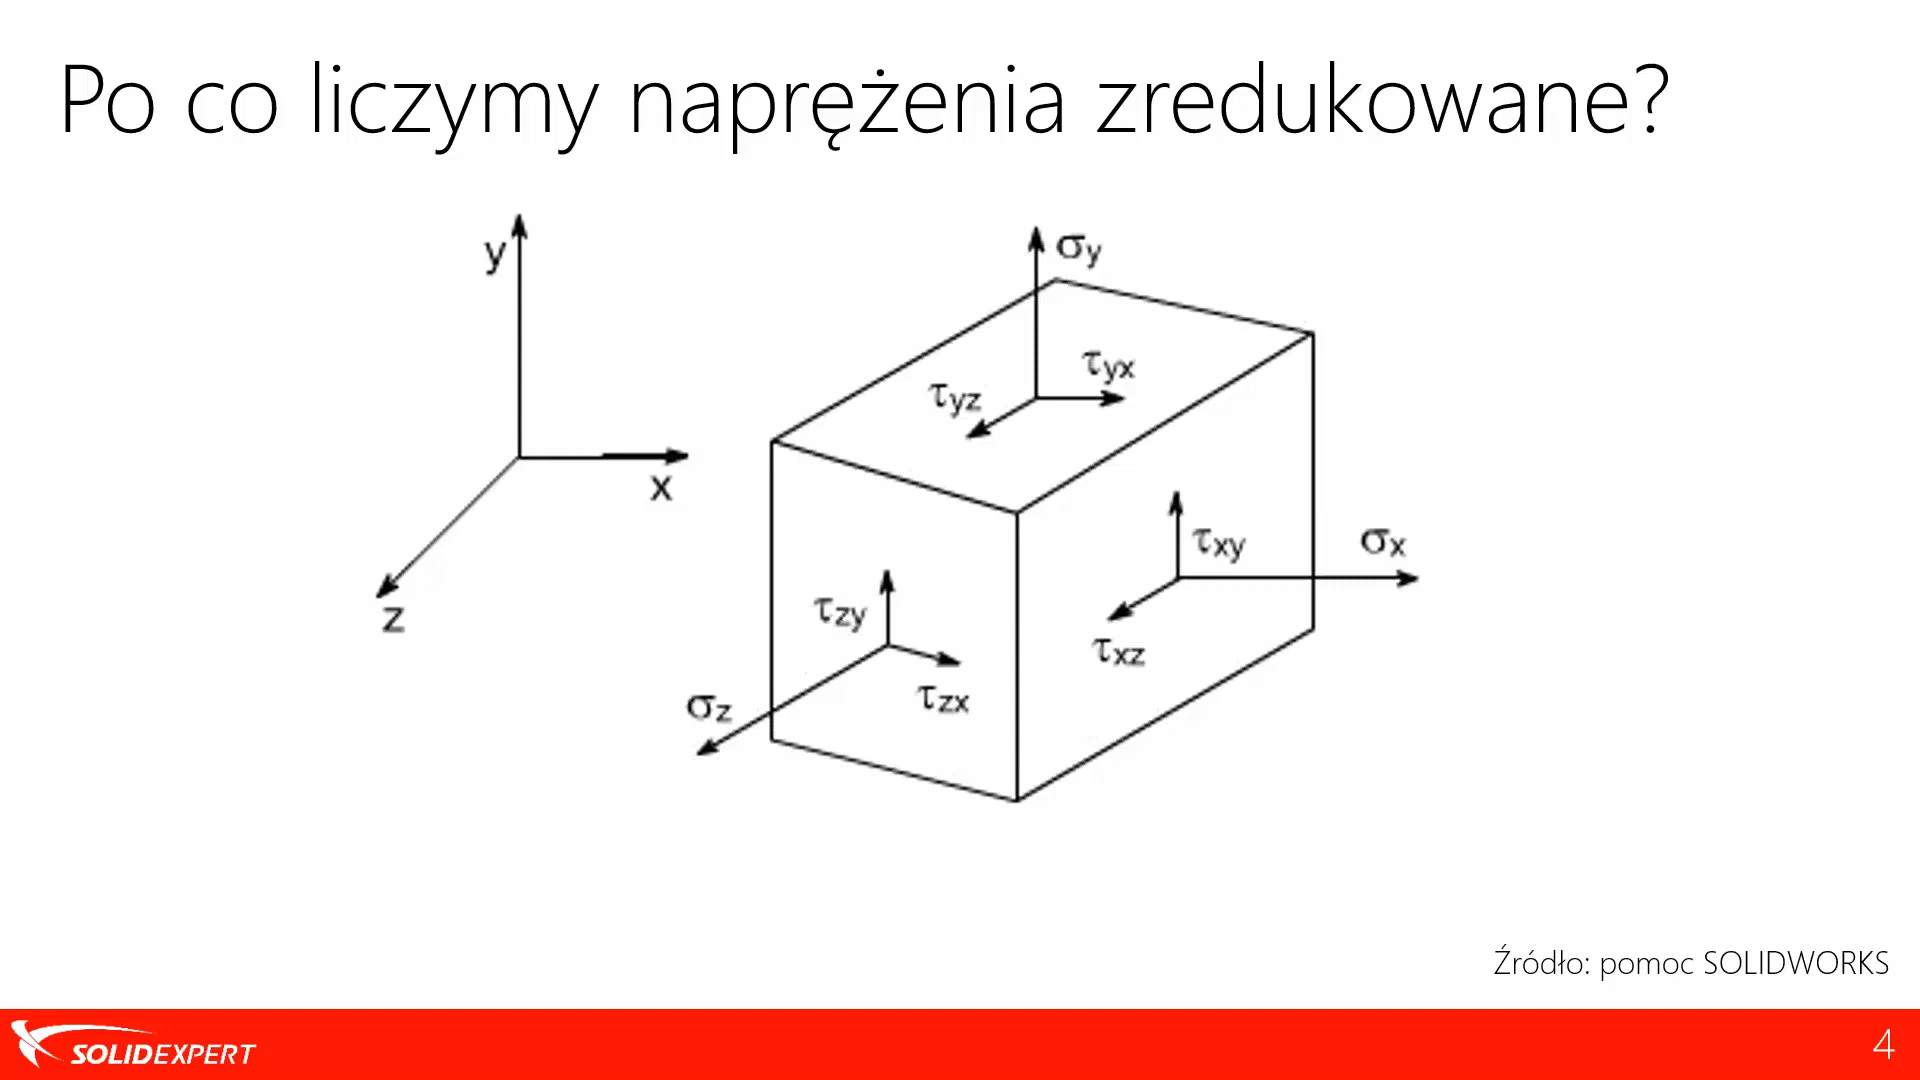 Po co liczymy naprężenia zredukowane?
y
x
z
σy
τyx
τyz
τxy
σx
τxz
τzy
τzx
σz
Źródło: pomoc SOLIDWORKS
SOLIDEXPERT
4